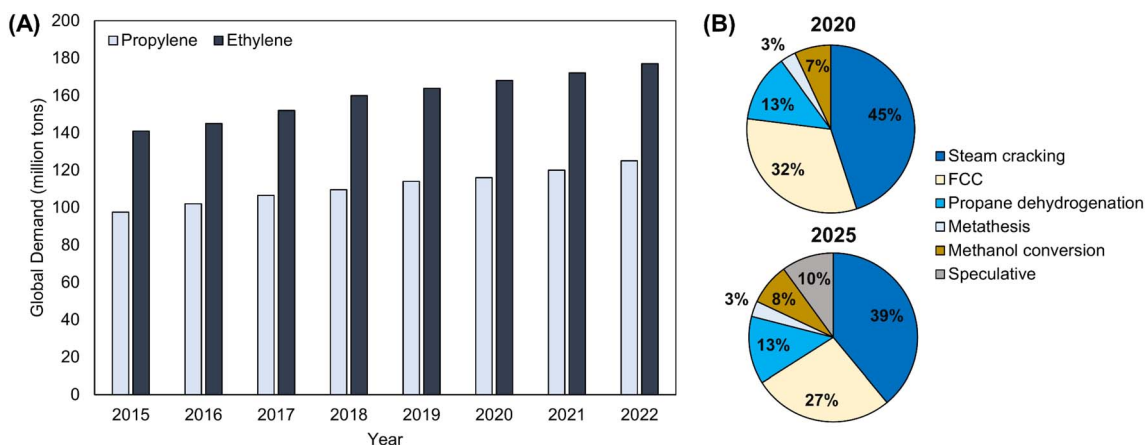 (A)
Global Demand (million tons)
200
180
160
140
120
100
80
60
40
20
0
Propylene Ethylene
2015 2016 2017 2018 2019 2020 2021 2022
Year
(B)
2020
3%
7%
13%
45%
32%
Steam cracking
FCC
Propane dehydrogenation
Metathesis
Methanol conversion
Speculative
2025
10%
3%
8%
39%
13%
27%